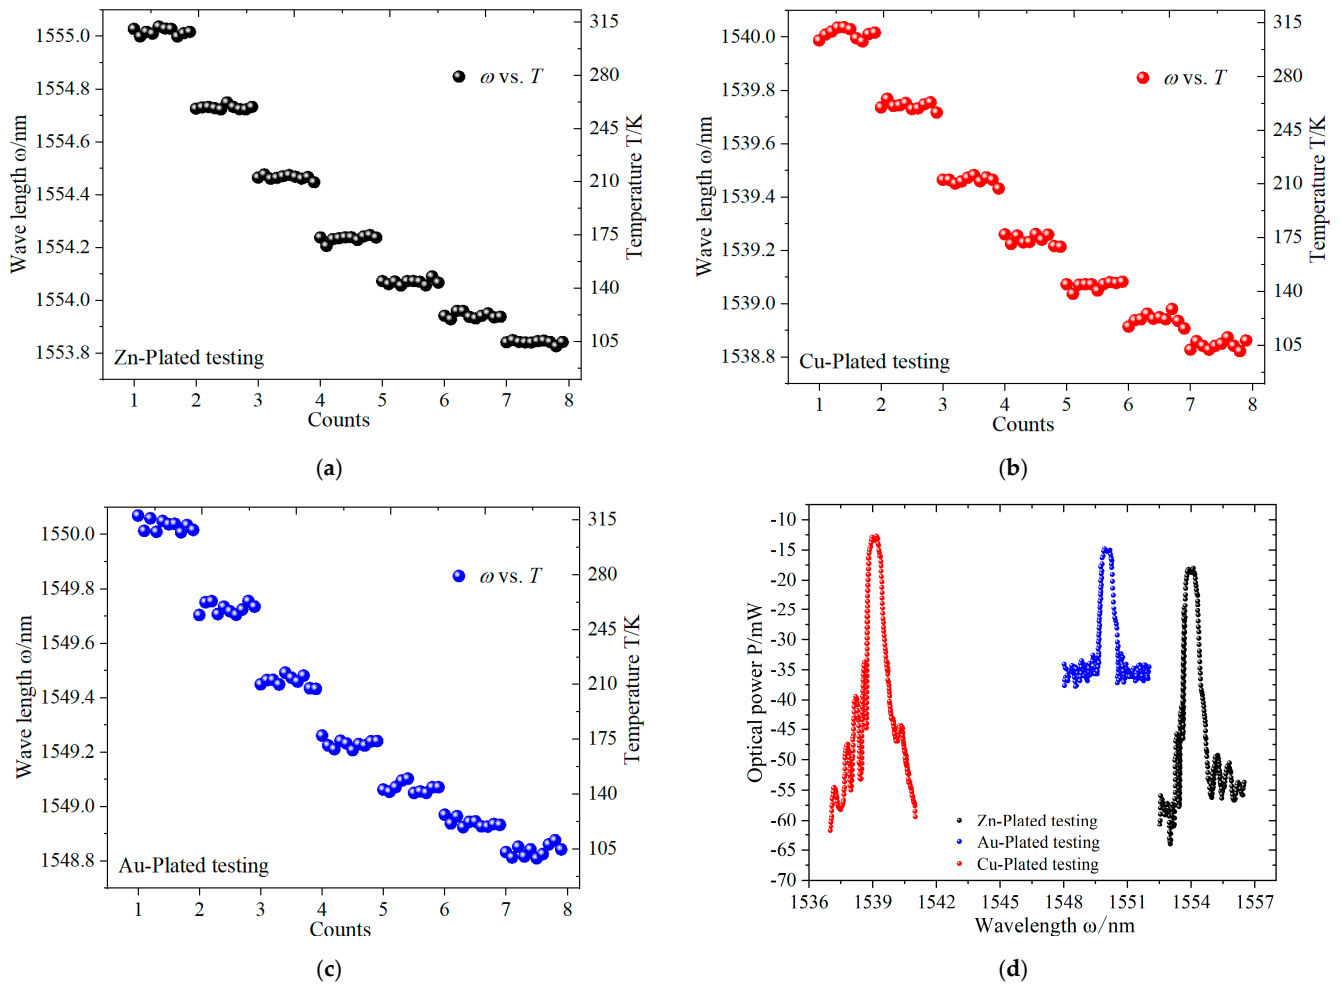 1555.0
1554.8
1554.6
1554.4
1554.2
1554.0
1553.8
Wave length ω/nm
315
280
245
210
175
140
105
Temperature T/K
ω vs. T
Zn-Plated testing
1 2 3 4 5 6 7 8
Counts
(a)
1540.0
1539.8
1539.6
1539.4
1539.2
1539.0
1538.8
Wave length ω/nm
315
280
245
210
175
140
105
Temperature T/K
ω vs. T
Cu-Plated testing
1 2 3 4 5 6 7 8
Counts
(b)
1550.0
1549.8
1549.6
1549.4
1549.2
1549.0
1548.8
Wave length ω/nm
315
280
245
210
175
140
105
Temperature T/K
ω vs. T
Au-Plated testing
1 2 3 4 5 6 7 8
Counts
(c)
-10
-15
-20
-25
-30
-35
-40
-45
-50
-55
-60
-65
-70
Optical power P/mW
Zn-Plated testing
Au-Plated testing
Cu-Plated testing
1536 1539 1542 1545 1548 1551 1554 1557
Wavelength ω/nm
(d)